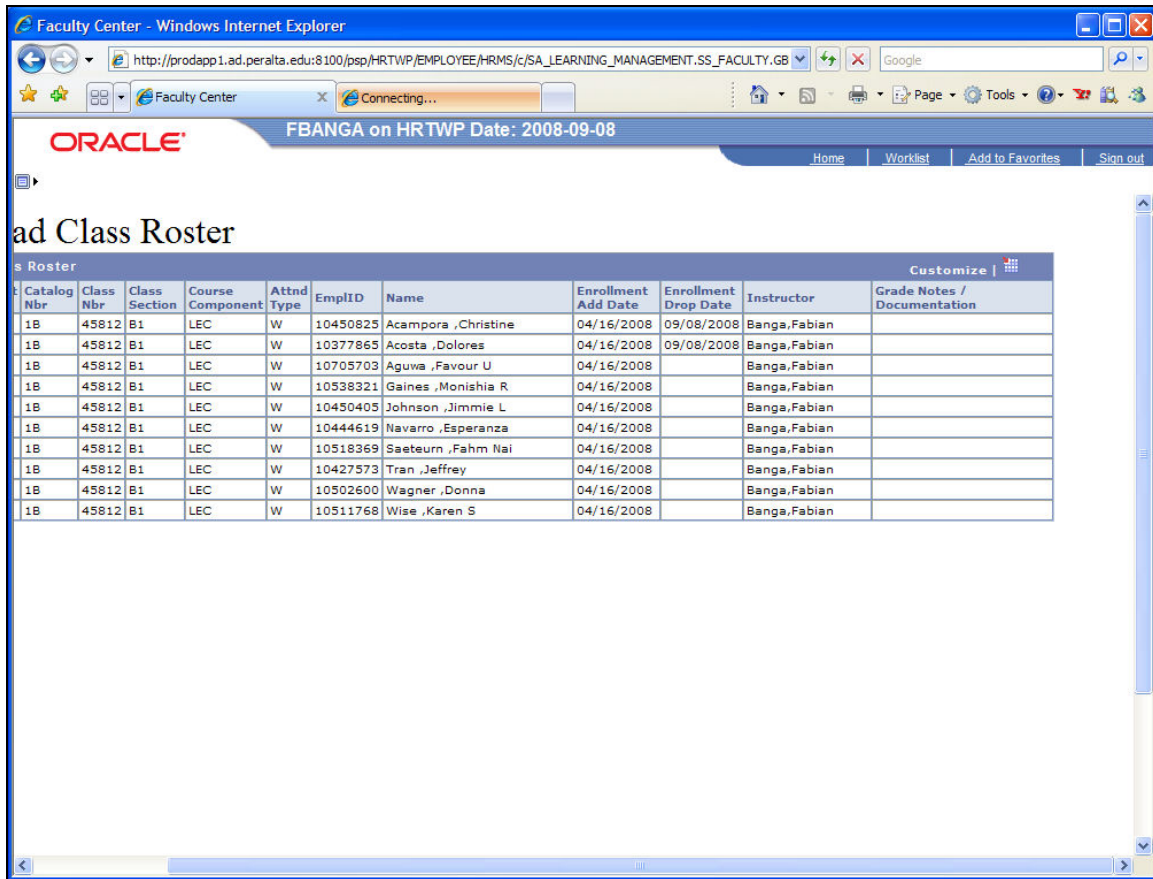 Faculty Center - Windows Internet Explorer
http://prodapp1.ad.peralta.edu:8100/psp/HRTWP/EMPLOYEE/HRMS/c/SA_LEARNING_MANAGEMENT.SS_FACULTY.GB
Google
Faculty Center
Connecting...
Page
Tools
ORACLE
FBANGA on HRTWP Date: 2008-09-08
Home Worklist Add to Favorites Sign out
ad Class Roster
s Roster Customize |
t Catalog Nbr Class Nbr Class Section Course Component Attnd Type EmplID Name Enrollment Add Date Enrollment Drop Date Instructor Grade Notes / Documentation
1B 45812 B1 LEC W 10450825 Acampora ,Christine 04/16/2008 09/08/2008 Banga,Fabian
1B 45812 B1 LEC W 10377865 Acosta ,Dolores 04/16/2008 09/08/2008 Banga,Fabian
1B 45812 B1 LEC W 10705703 Aguwa ,Favour U 04/16/2008 Banga,Fabian
1B 45812 B1 LEC W 10538321 Gaines ,Monishia R 04/16/2008 Banga,Fabian
1B 45812 B1 LEC W 10450405 Johnson ,Jimmie L 04/16/2008 Banga,Fabian
1B 45812 B1 LEC W 10444619 Navarro ,Esperanza 04/16/2008 Banga,Fabian
1B 45812 B1 LEC W 10518369 Saeteurn ,Fahm Nai 04/16/2008 Banga,Fabian
1B 45812 B1 LEC W 10427573 Tran ,Jeffrey 04/16/2008 Banga,Fabian
1B 45812 B1 LEC W 10502600 Wagner ,Donna 04/16/2008 Banga,Fabian
1B 45812 B1 LEC W 10511768 Wise ,Karen S 04/16/2008 Banga,Fabian